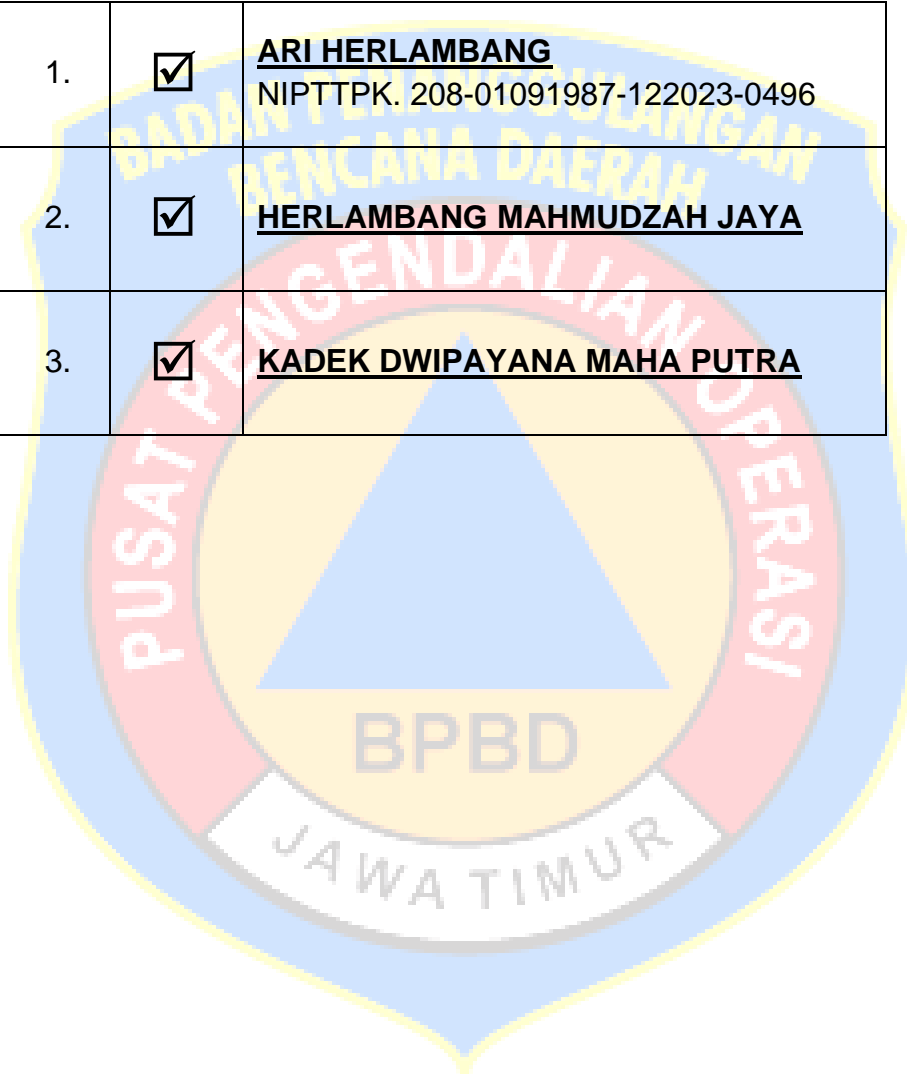 1. ☑ ARI HERLAMBANG
NIPTTPK. 208-01091987-122023-0496
2. ☑ HERLAMBANG MAHMUDZAH JAYA
3. ☑ KADEK DWIPAYANA MAHA PUTRA
BADAN PENANGGULANGAN
BENCANA DAERAH
PUSAT PENGENDALIAN OPERASI
BPBD
JAWA TIMUR